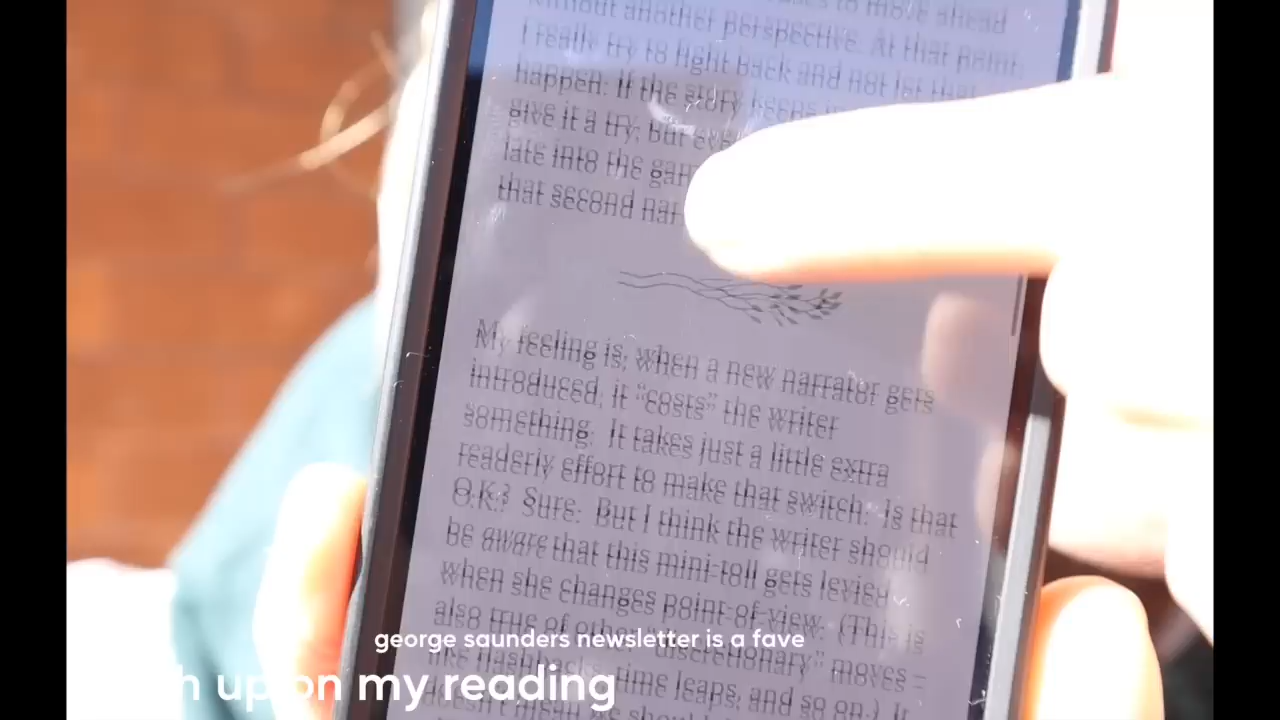 without another perspective. At that point,
I really try to fight back and not let that
happen. If the story keeps
give it a try, but
late into the
that second
My feeling is, when a new narrator gets
introduced, it “costs” the writer
something. It takes just a little extra
readerly effort to make that switch. Is that
O.K.? Sure. But I think the writer should
be aware that this mini-toll gets levied
when she changes point-of-view. (This is
also true of other “discretionary” moves –
like flashbacks, time leaps, and so on.) It
doesn't mean we should
george saunders newsletter is a fave
up on my reading